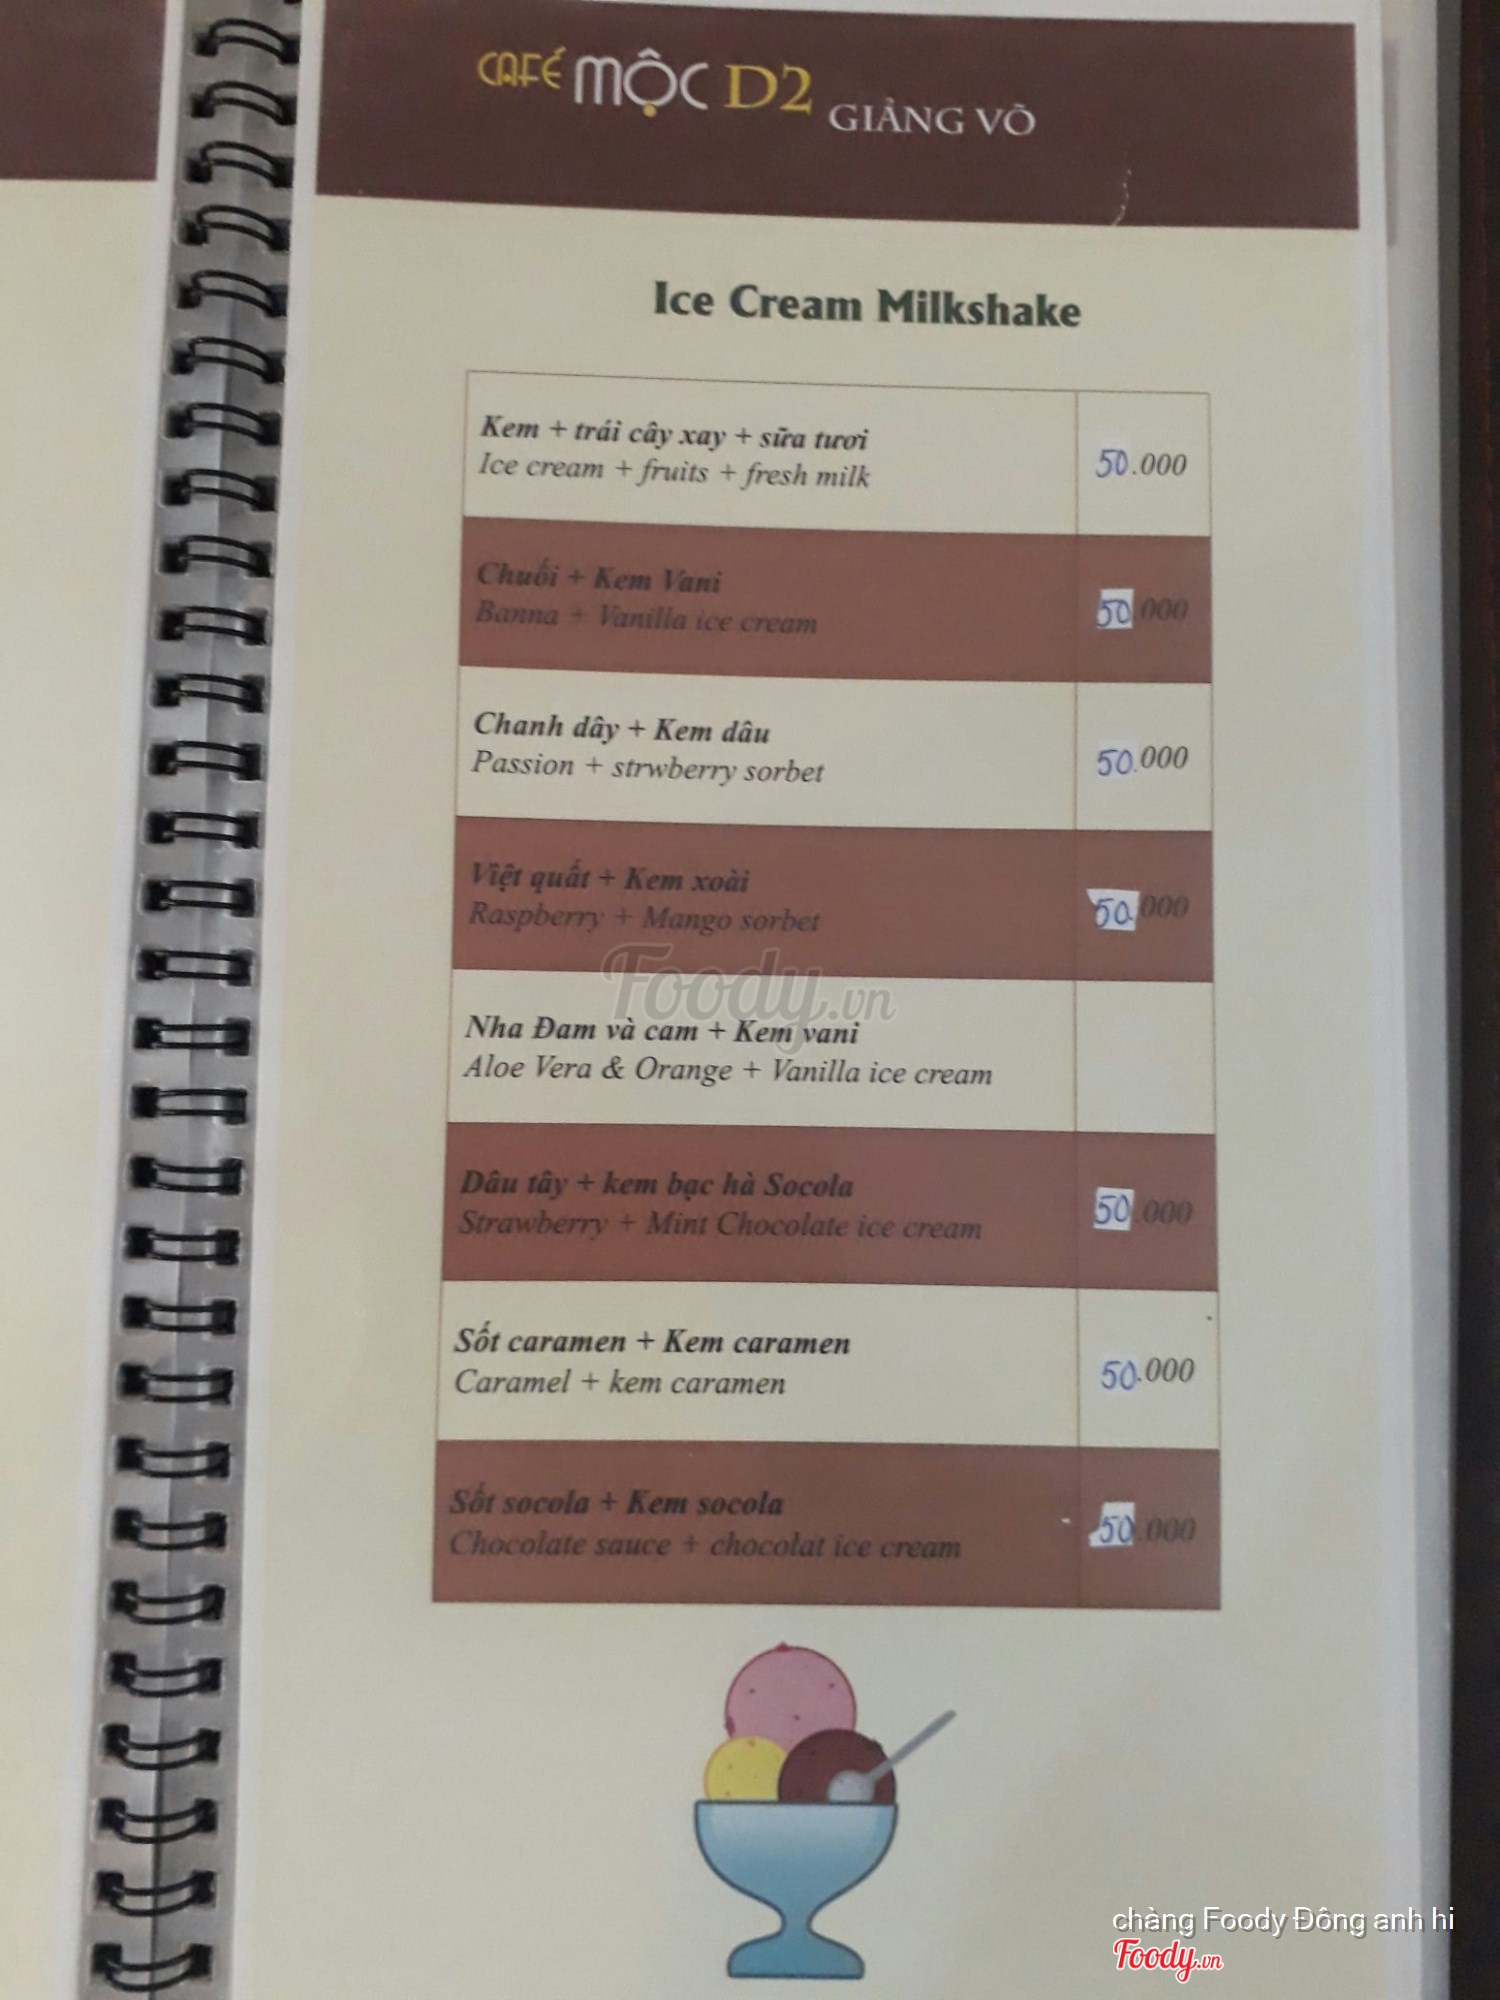 CAFÉ MỘC D2 GIẢNG VÕ
Ice Cream Milkshake
Kem + trái cây xay + sữa tươi
Ice cream + fruits + fresh milk
50.000
Chuối + Kem Vani
Banna + Vanilla ice cream
50.000
Chanh dây + Kem dâu
Passion + strwberry sorbet
50.000
Việt quất + Kem xoài
Raspberry + Mango sorbet
50.000
Foody.vn
Nha Đam và cam + Kem vani
Aloe Vera & Orange + Vanilla ice cream
Dâu tây + kem bạc hà Socola
Strawberry + Mint Chocolate ice cream
50.000
Sốt caramen + Kem caramen
Caramel + kem caramen
50.000
Sốt socola + Kem socola
Chocolate sauce + chocolat ice cream
50.000
chàng Foody Đông anh hi
Foody.vn